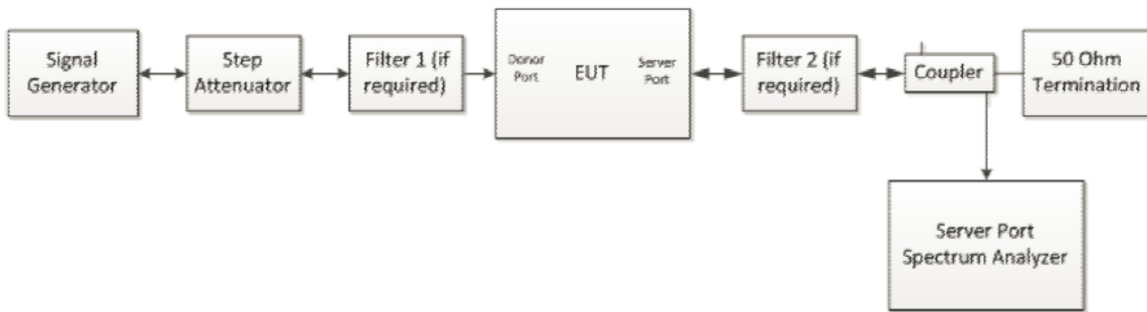 Signal
Generator
Step
Attenuator
Filter 1 (if
required)
Donor
Port
EUT
Server
Port
Filter 2 (if
required)
Coupler
50 Ohm
Termination
Server Port
Spectrum Analyzer